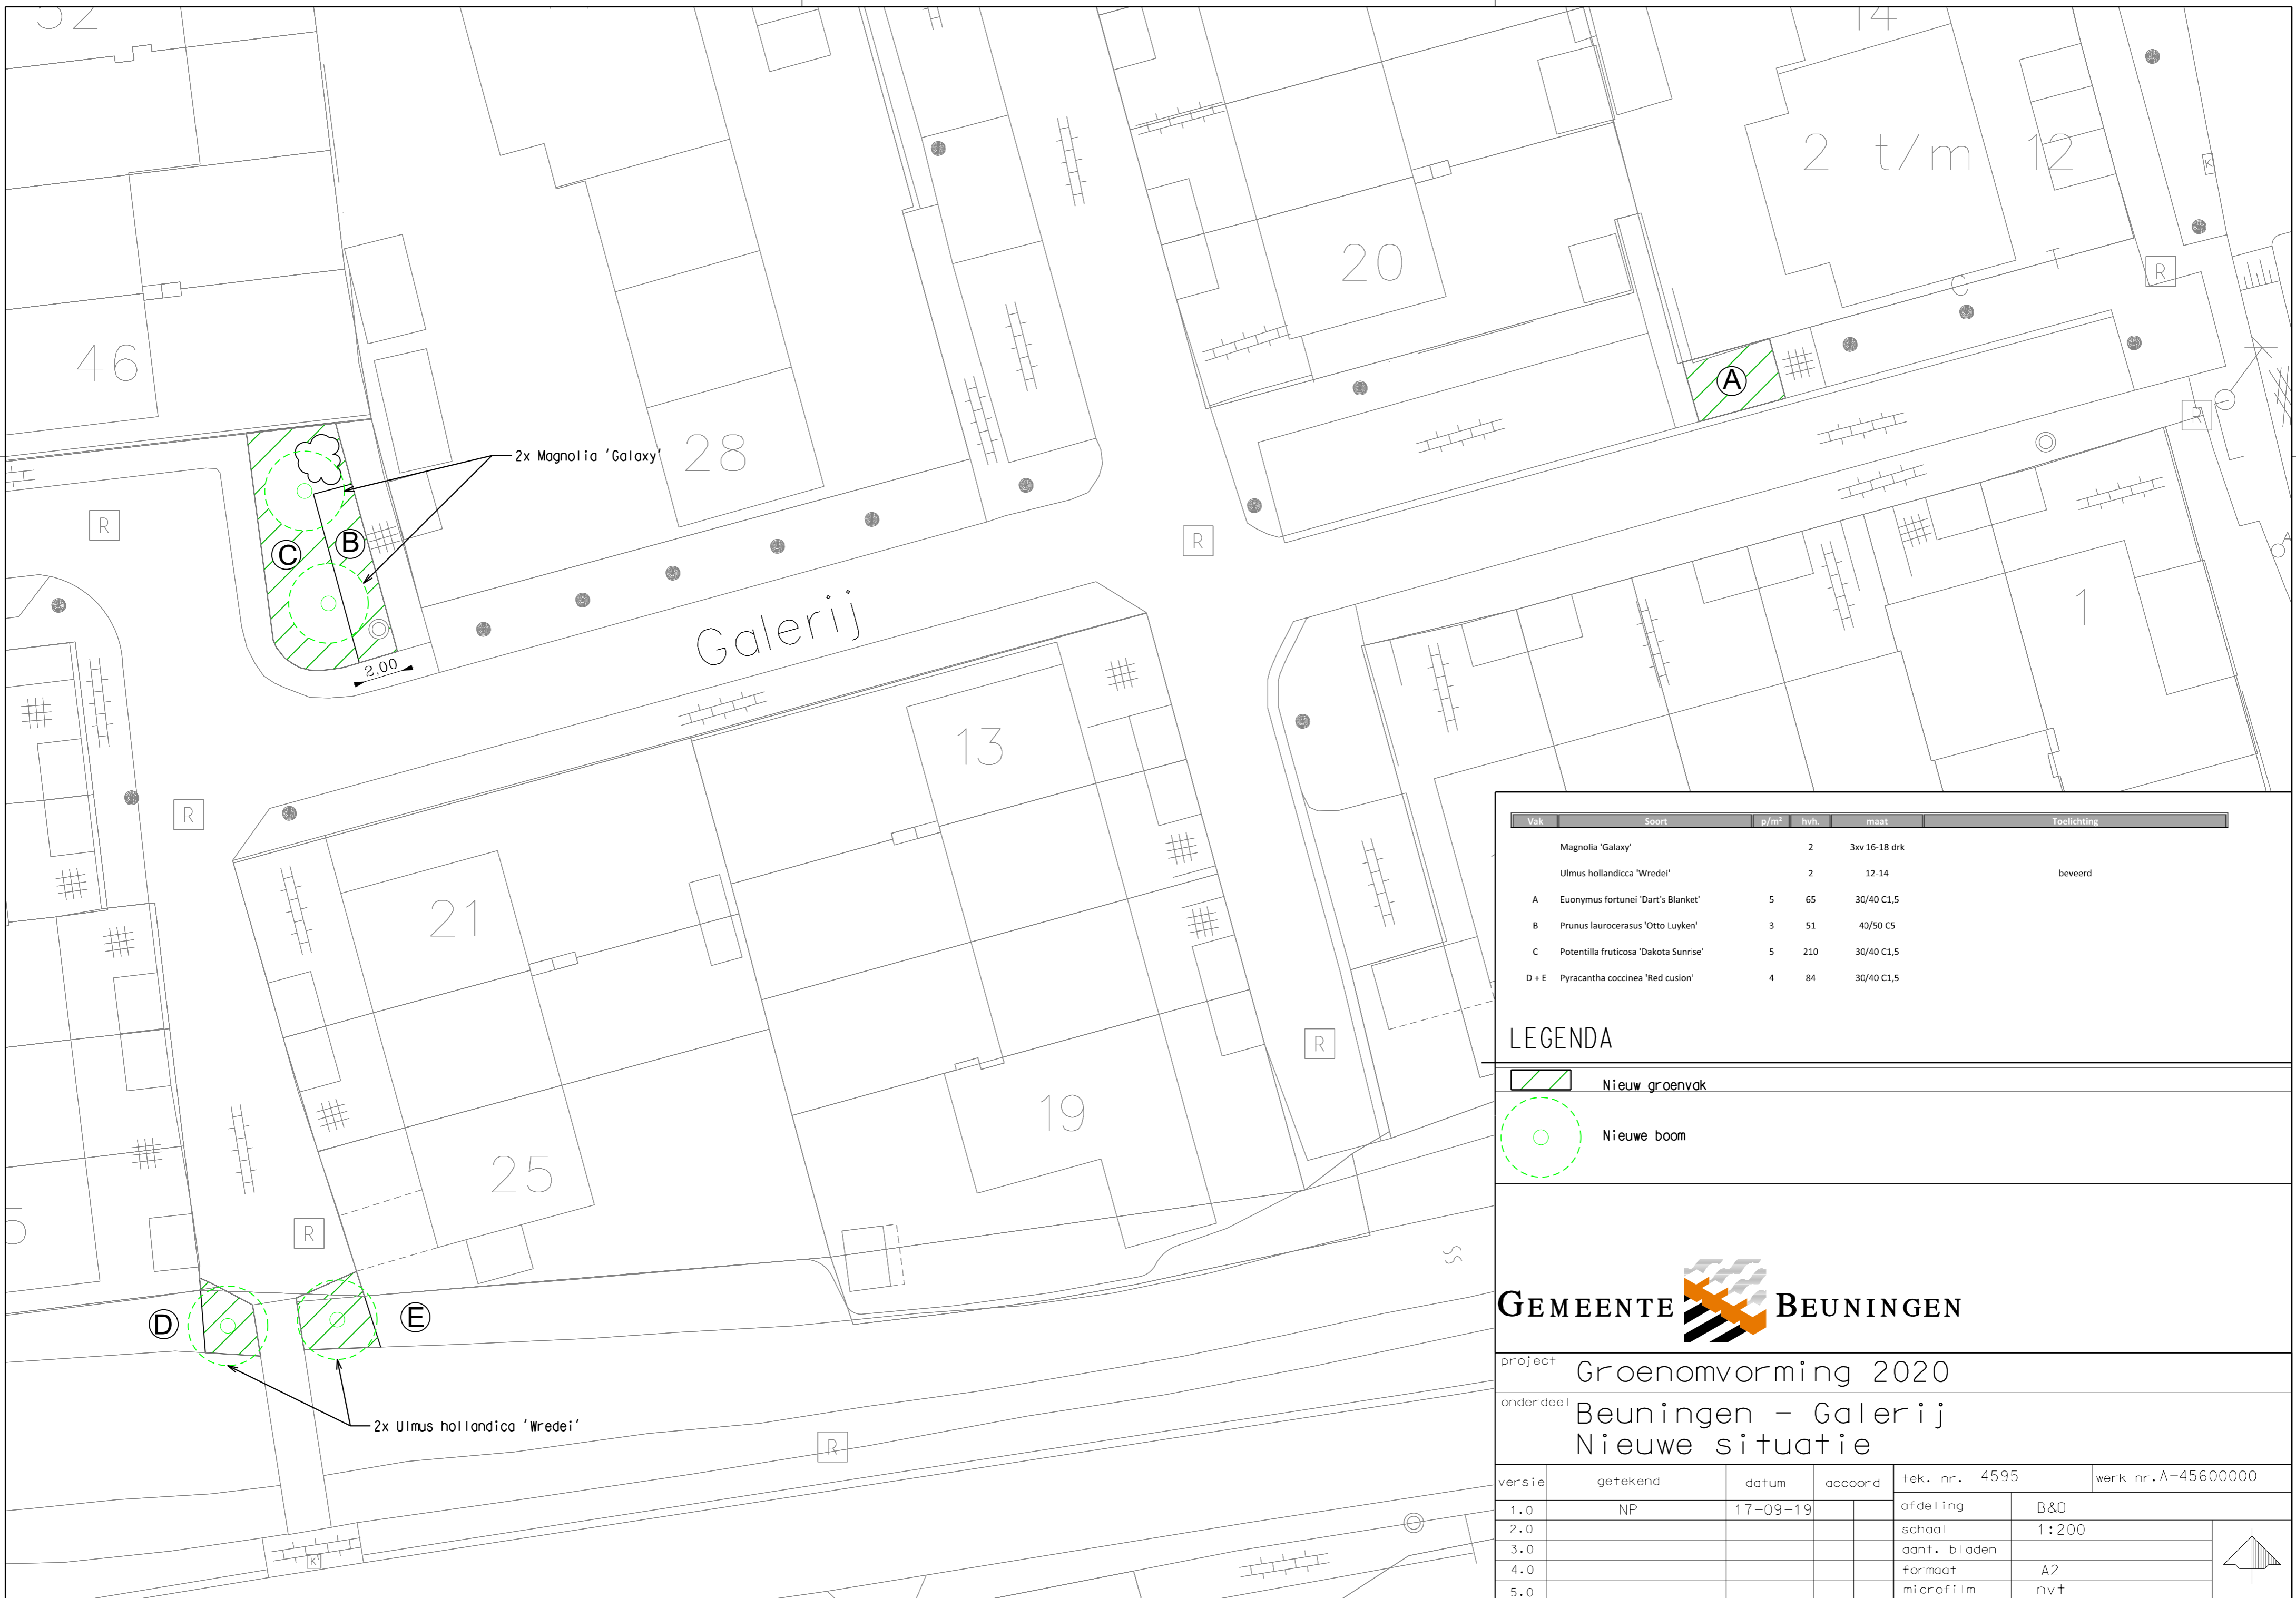 32
14
2 t/m 12
K
20
C T
R
46
A
R
28
2x Magnolia 'Galaxy'
R
R
B
C
A
1
Galerij
2,00
13
R
21
19
R
25
R
S
D
E
2x Ulmus hollandica 'Wredei'
R
K
Vak Soort p/m² hvh. maat Toelichting
Magnolia 'Galaxy' 2 3xv 16-18 drk
Ulmus hollandicca 'Wredei' 2 12-14 beveerd
A Euonymus fortunei 'Dart's Blanket' 5 65 30/40 C1,5
B Prunus laurocerasus 'Otto Luyken' 3 51 40/50 C5
C Potentilla fruticosa 'Dakota Sunrise' 5 210 30/40 C1,5
D + E Pyracantha coccinea 'Red cusion' 4 84 30/40 C1,5
LEGENDA
Nieuw groenvak
Nieuwe boom
GEMEENTE BEUNINGEN
project Groenomvorming 2020
onderdeel Beuningen - Galerij
Nieuwe situatie
versie getekend datum accoord tek. nr. 4595 werk nr. A-45600000
1.0 NP 17-09-19 afdeling B&O
2.0 schaal 1:200
3.0 aant. bladen
4.0 formaat A2
5.0 microfilm nvt